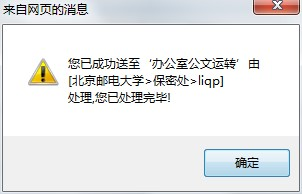 来自网页的消息
您已成功送至‘办公室公文运转’由
[北京邮电大学>保密处>liqp]
处理,您已处理完毕!
确定